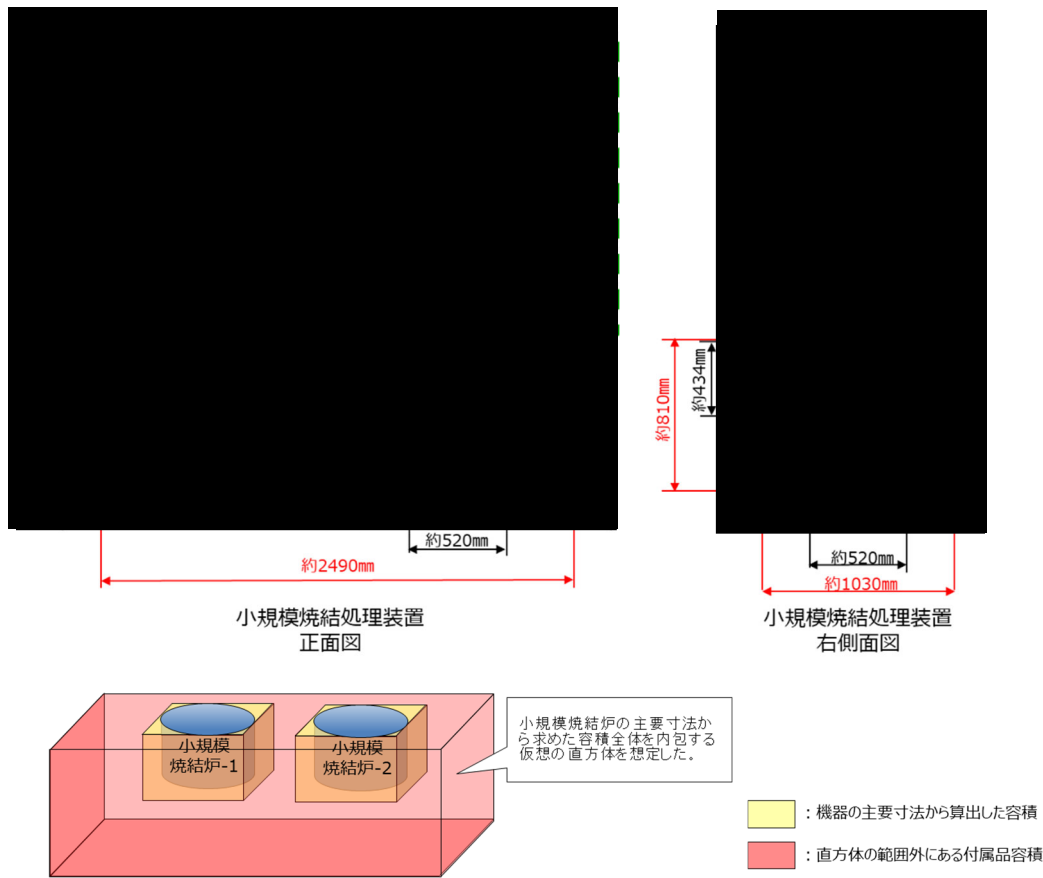 約434㎜
約810㎜
約520㎜
約2490㎜
約520㎜
約1030㎜
小規模焼結処理装置
正面図
小規模焼結処理装置
右側面図
小規模
焼結炉-1
小規模
焼結炉-2
小規模焼結炉の主要寸法か
ら求めた容積全体を内包する
仮想の直方体を想定した。
：機器の主要寸法から算出した容積
：直方体の範囲外にある付属品容積